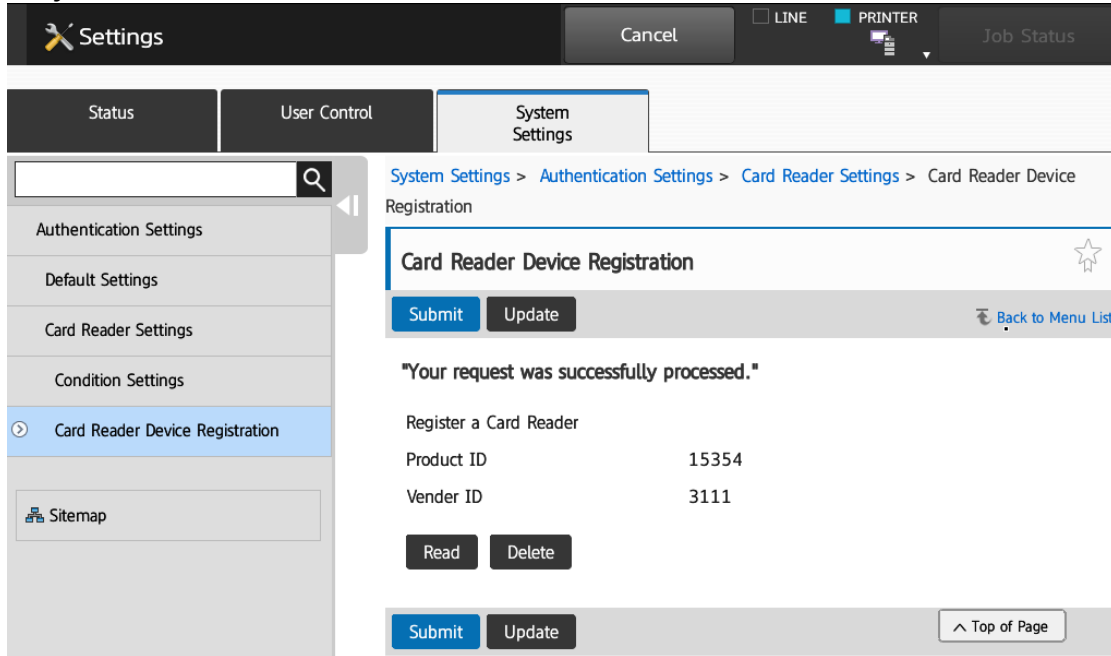 Settings
Cancel
LINE
PRINTER
Job Status
Status
User Control
System
Settings
System Settings > Authentication Settings > Card Reader Settings > Card Reader Device
Registration
Authentication Settings
Default Settings
Card Reader Settings
Condition Settings
Card Reader Device Registration
Sitemap
Card Reader Device Registration
Submit Update
Back to Menu List
"Your request was successfully processed."
Register a Card Reader
Product ID 15354
Vender ID 3111
Read Delete
Submit Update
Top of Page